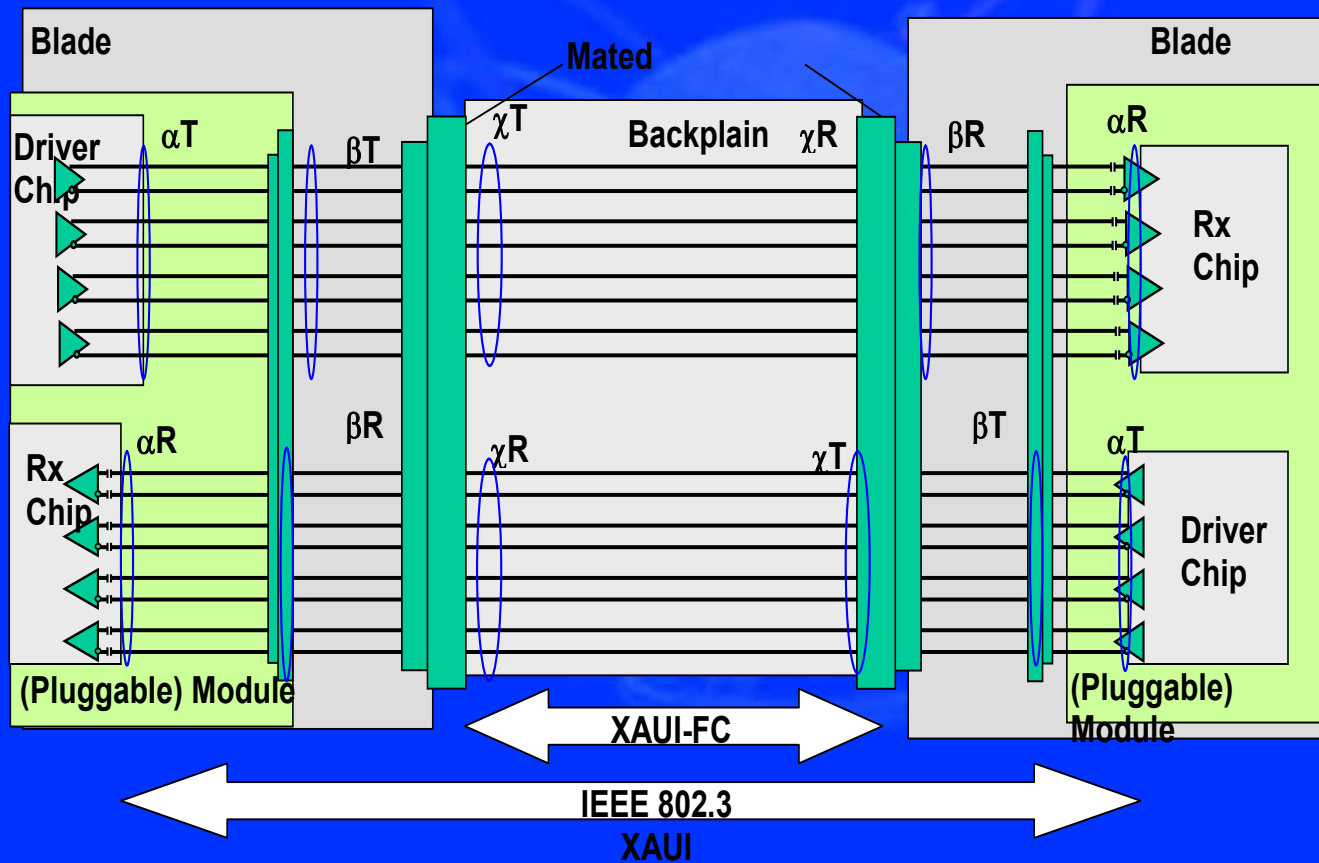 Blade
Mated
Blade
Driver
Chip
αT
βT
χT
Backplain
χR
βR
αR
Rx
Chip
Rx
Chip
αR
βR
χR
χT
βT
αT
Driver
Chip
(Pluggable) Module
(Pluggable)
Module
XAUI-FC
IEEE 802.3
XAUI